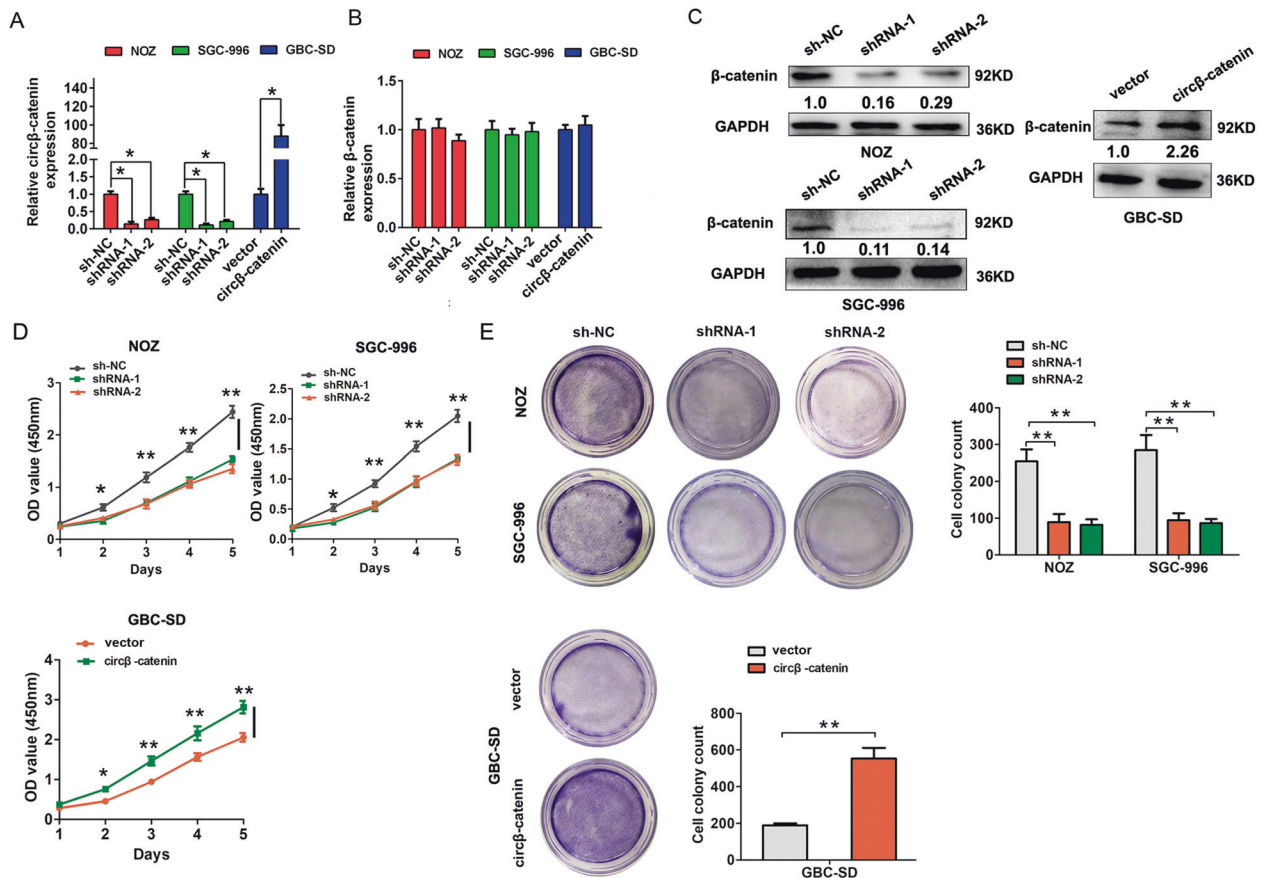 A
NOZ SGC-996 GBC-SD
Relative circβ-catenin
expression
140
120
100
80
60
2.0
1.5
1.0
0.5
0.0
* * * * *
sh-NC shRNA-1 shRNA-2 sh-NC shRNA-1 shRNA-2 vector circβ-catenin
B
NOZ SGC-996 GBC-SD
Relative β-catenin
expression
1.5
1.0
0.5
0.0
sh-NC shRNA-1 shRNA-2 sh-NC shRNA-1 shRNA-2 vector circβ-catenin
:
C
sh-NC shRNA-1 shRNA-2
β-catenin 92KD
1.0 0.16 0.29
GAPDH 36KD
NOZ
sh-NC shRNA-1 shRNA-2
β-catenin 92KD
1.0 0.11 0.14
GAPDH 36KD
SGC-996
vector circβ-catenin
β-catenin 92KD
1.0 2.26
GAPDH 36KD
GBC-SD
D
NOZ
sh-NC
shRNA-1
shRNA-2
OD value (450nm)
3
2
1
0
* ** ** **
1 2 3 4 5
Days
SGC-996
sh-NC
shRNA-1
shRNA-2
OD value (450nm)
2.5
2.0
1.5
1.0
0.5
0.0
* ** ** **
1 2 3 4 5
Days
GBC-SD
vector
circβ -catenin
OD value (450nm)
4
3
2
1
0
* ** ** **
1 2 3 4 5
Days
E
sh-NC shRNA-1 shRNA-2
NOZ
SGC-996
sh-NC
shRNA-1
shRNA-2
Cell colony count
400
300
200
100
0
** ** ** **
NOZ SGC-996
GBC-SD
vector
circβ-catenin
vector
circβ -catenin
Cell colony count
800
600
400
200
0
**
GBC-SD